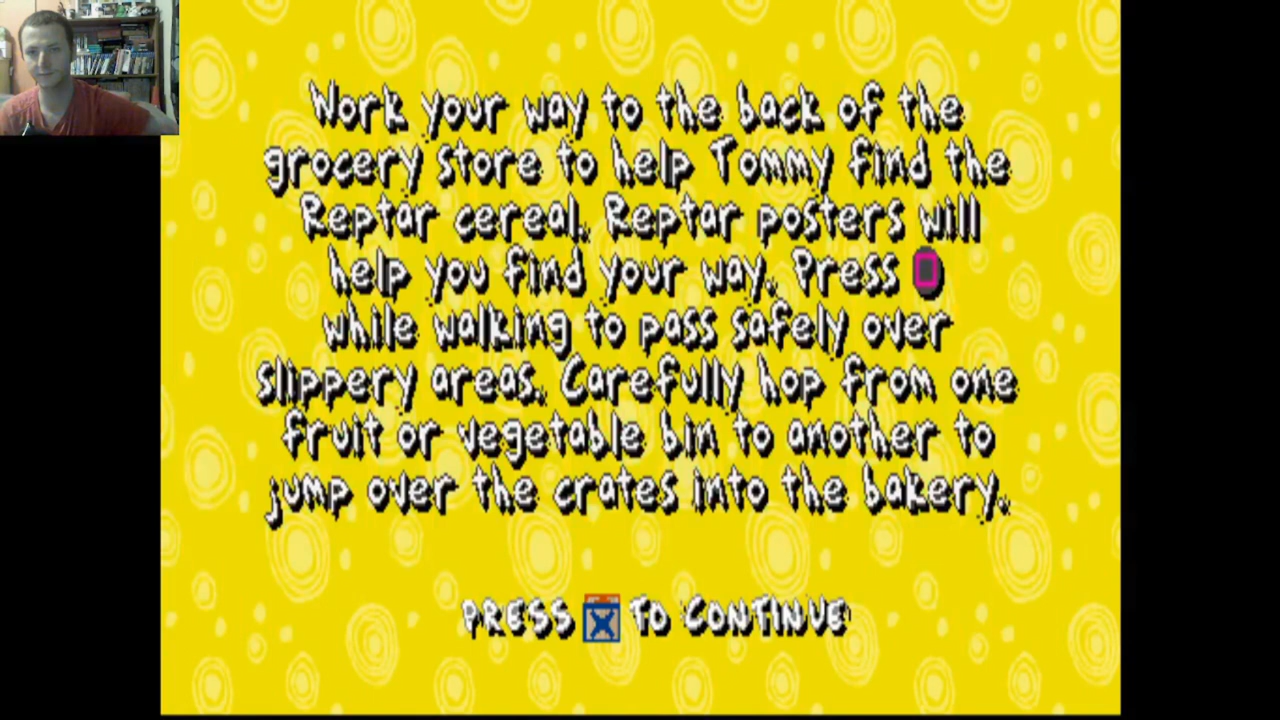 Work your way to the back of the
grocery store to help Tommy find the
Reptar cereal. Reptar posters will
help you find your way. Press
while walking to pass safely over
slippery areas. Carefully hop from one
fruit or vegetable bin to another to
jump over the crates into the bakery.
PRESS X TO CONTINUE